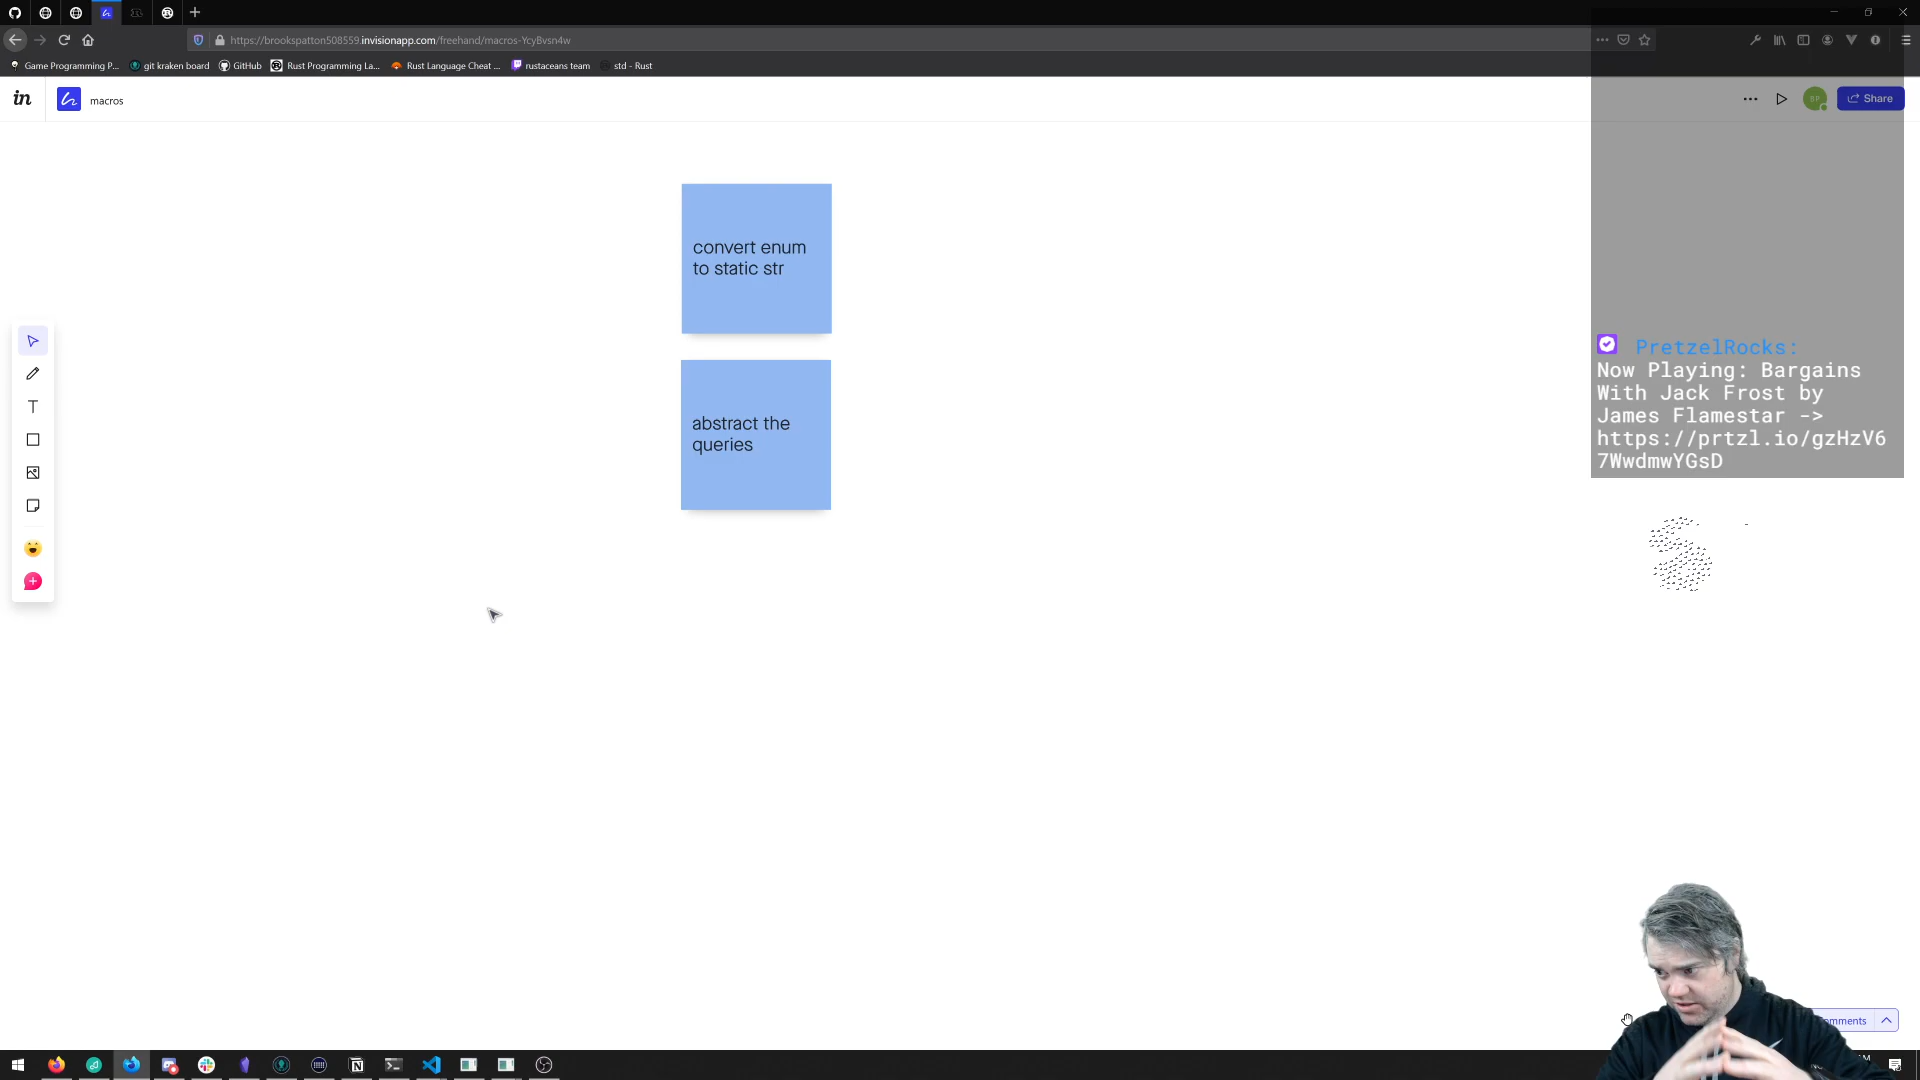 https://brookspatton508559.invisionapp.com/freehand/macros-YcyBvsn4w
Game Programming P...
git kraken board
GitHub
Rust Programming La...
Rust Language Cheat ...
rustaceans team
std - Rust
in
macros
Share
convert enum
to static str
abstract the
queries
PretzelRocks:
Now Playing: Bargains
With Jack Frost by
James Flamestar ->
https://prtzl.io/gzHzV6
7WwdmwYGsD
T